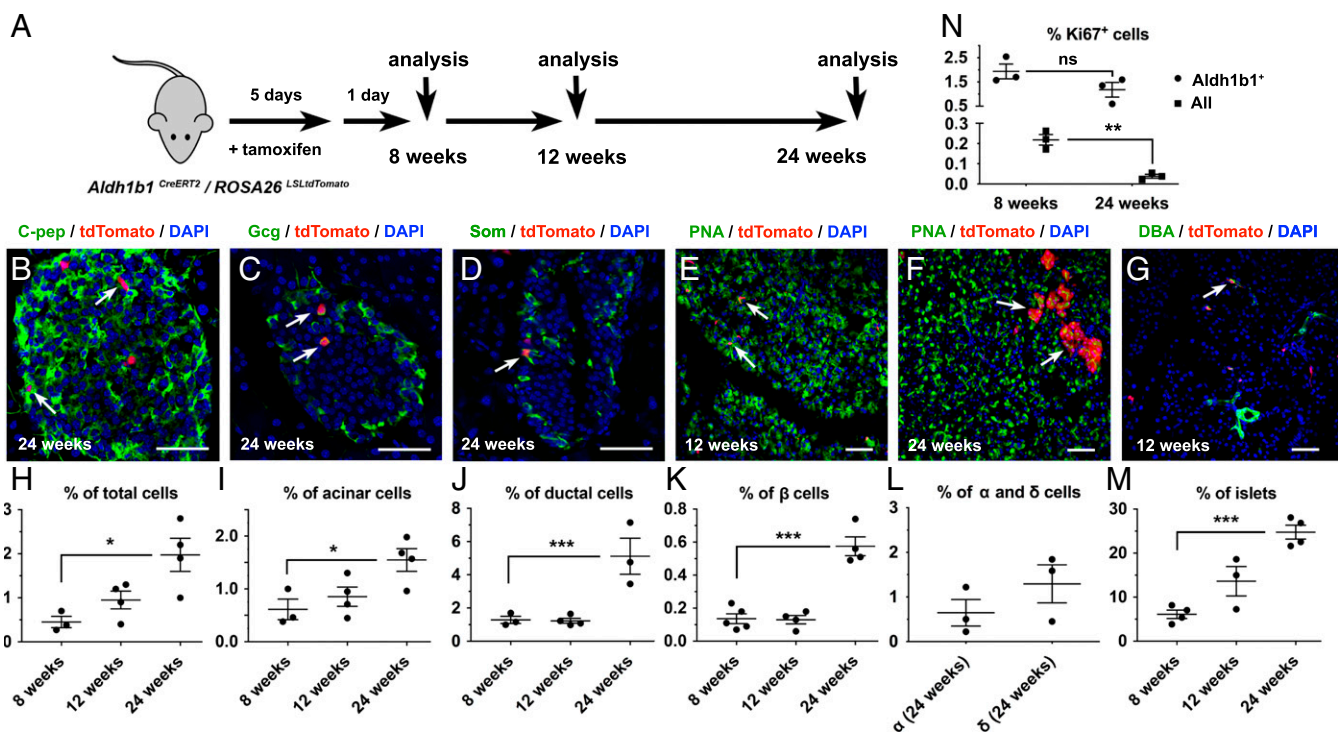 A
analysis analysis analysis
5 days 1 day
+ tamoxifen
8 weeks 12 weeks 24 weeks
Aldh1b1 CreERT2 / ROSA26 LSLtdTomato
N
% Ki67+ cells
2.5
1.5
0.5
0.3
0.2
0.1
0.0
ns
**
8 weeks 24 weeks
Aldh1b1+
All
C-pep / tdTomato / DAPI
B
24 weeks
Gcg / tdTomato / DAPI
C
24 weeks
Som / tdTomato / DAPI
D
24 weeks
PNA / tdTomato / DAPI
E
12 weeks
PNA / tdTomato / DAPI
F
24 weeks
DBA / tdTomato / DAPI
G
12 weeks
H
% of total cells
3
2
1
0
*
8 weeks
12 weeks
24 weeks
I
% of acinar cells
2.0
1.0
0.0
*
8 weeks
12 weeks
24 weeks
J
% of ductal cells
8
6
4
2
0
***
8 weeks
12 weeks
24 weeks
K
% of β cells
0.8
0.6
0.4
0.2
0.0
***
8 weeks
12 weeks
24 weeks
L
% of α and δ cells
3
2
1
0
α (24 weeks)
δ (24 weeks)
M
% of islets
30
20
10
0
***
8 weeks
12 weeks
24 weeks